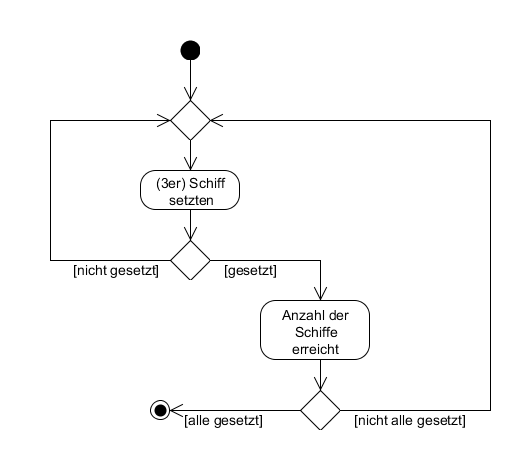 (3er) Schiff
setzten
[nicht gesetzt]
[gesetzt]
Anzahl der
Schiffe
erreicht
[alle gesetzt]
[nicht alle gesetzt]